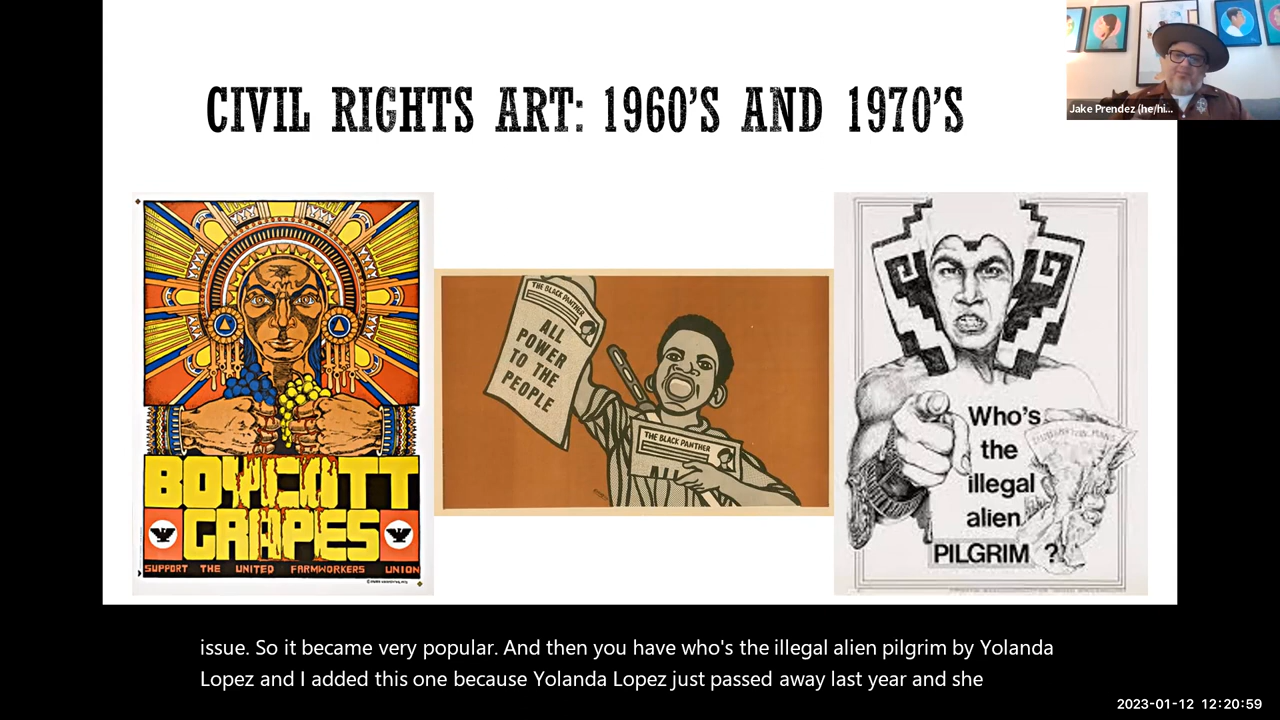 CIVIL RIGHTS ART: 1960'S AND 1970'S
Jake Prendez (he/hi...
BOYCOTT
GRAPES
SUPPORT THE UNITED FARMWORKERS UNION
THE BLACK PANTHER
ALL
POWER
TO THE
PEOPLE
THE BLACK PANTHER
ALL
Who's
the
illegal
alien
PILGRIM ?
issue. So it became very popular. And then you have who's the illegal alien pilgrim by Yolanda
Lopez and I added this one because Yolanda Lopez just passed away last year and she
2023-01-12 12:20:59